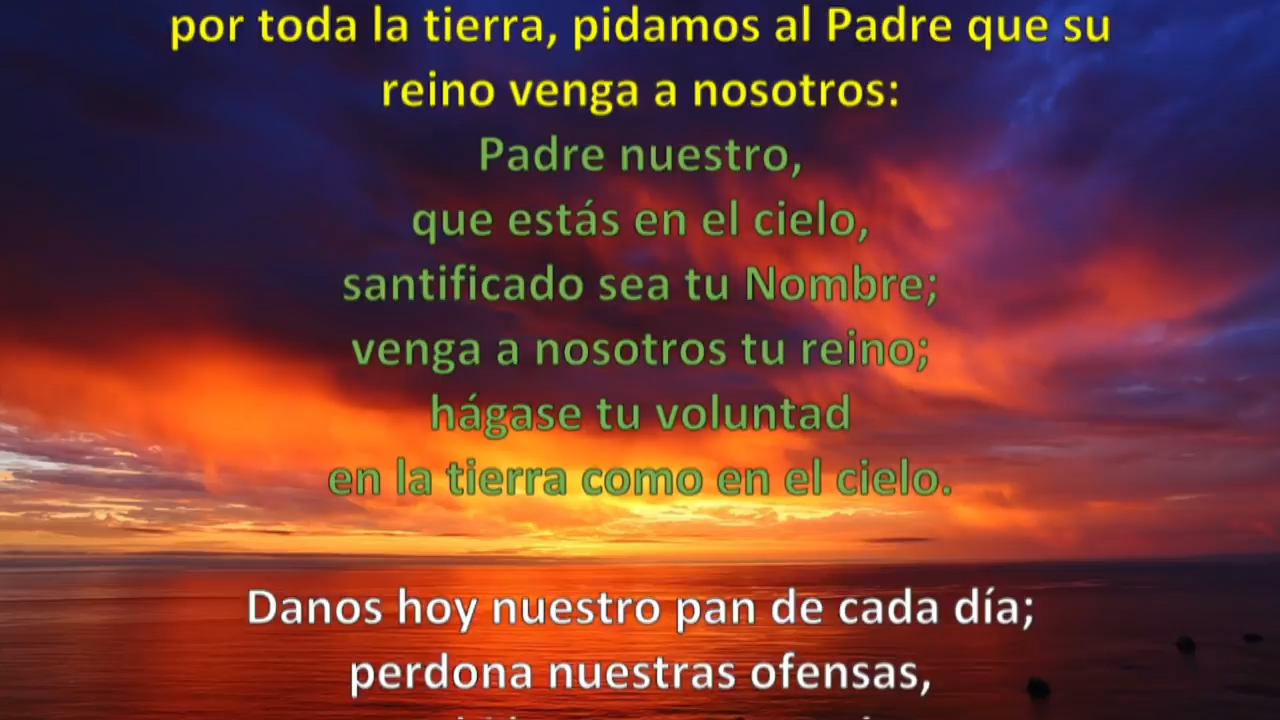 por toda la tierra, pidamos al Padre que su
reino venga a nosotros:
Padre nuestro,
que estás en el cielo,
santificado sea tu Nombre;
venga a nosotros tu reino;
hágase tu voluntad
en la tierra como en el cielo.
Danos hoy nuestro pan de cada día;
perdona nuestras ofensas,